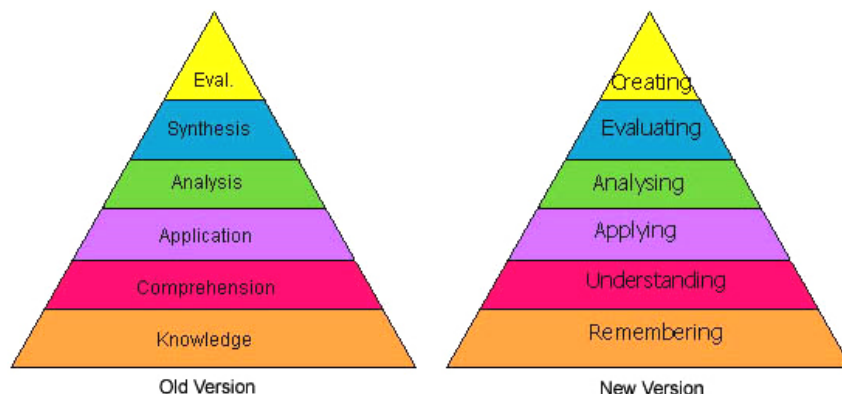 Eval.
Synthesis
Analysis
Application
Comprehension
Knowledge
Old Version
Creating
Evaluating
Analysing
Applying
Understanding
Remembering
New Version